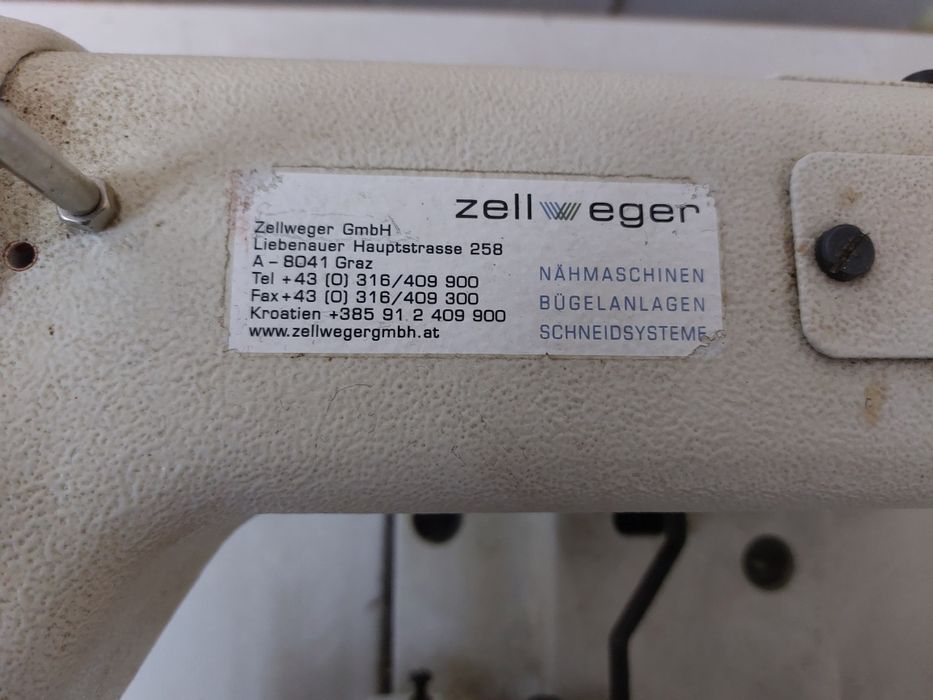 zellweger
Zellweger GmbH
Liebenauer Hauptstrasse 258
A – 8041 Graz
Tel +43 (0) 316/409 900
Fax+43 (0) 316/409 300
Kroatien +385 91 2 409 900
www.zellwegergmbh.at
NÄHMASCHINEN
BÜGELANLAGEN
SCHNEIDSYSTEME